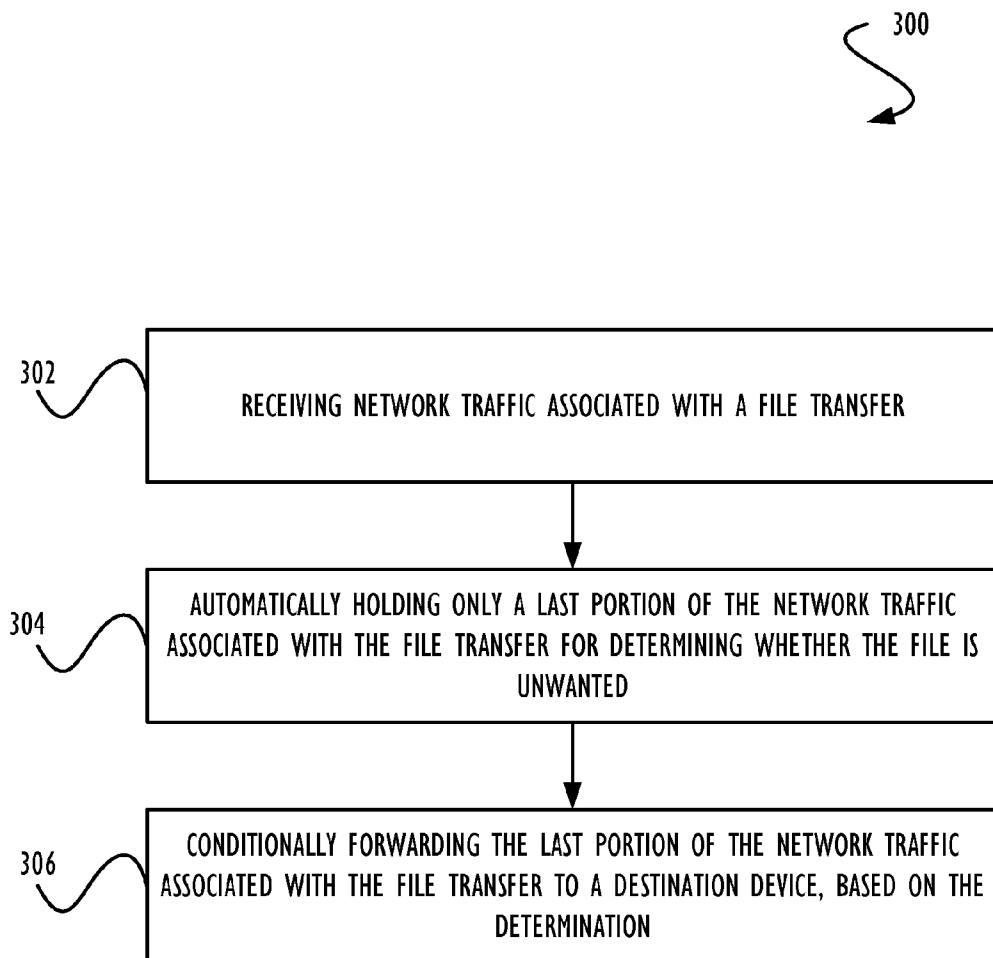 300
302
RECEIVING NETWORK TRAFFIC ASSOCIATED WITH A FILE TRANSFER
304
AUTOMATICALLY HOLDING ONLY A LAST PORTION OF THE NETWORK TRAFFIC
ASSOCIATED WITH THE FILE TRANSFER FOR DETERMINING WHETHER THE FILE IS
UNWANTED
306
CONDITIONALLY FORWARDING THE LAST PORTION OF THE NETWORK TRAFFIC
ASSOCIATED WITH THE FILE TRANSFER TO A DESTINATION DEVICE, BASED ON THE
DETERMINATION